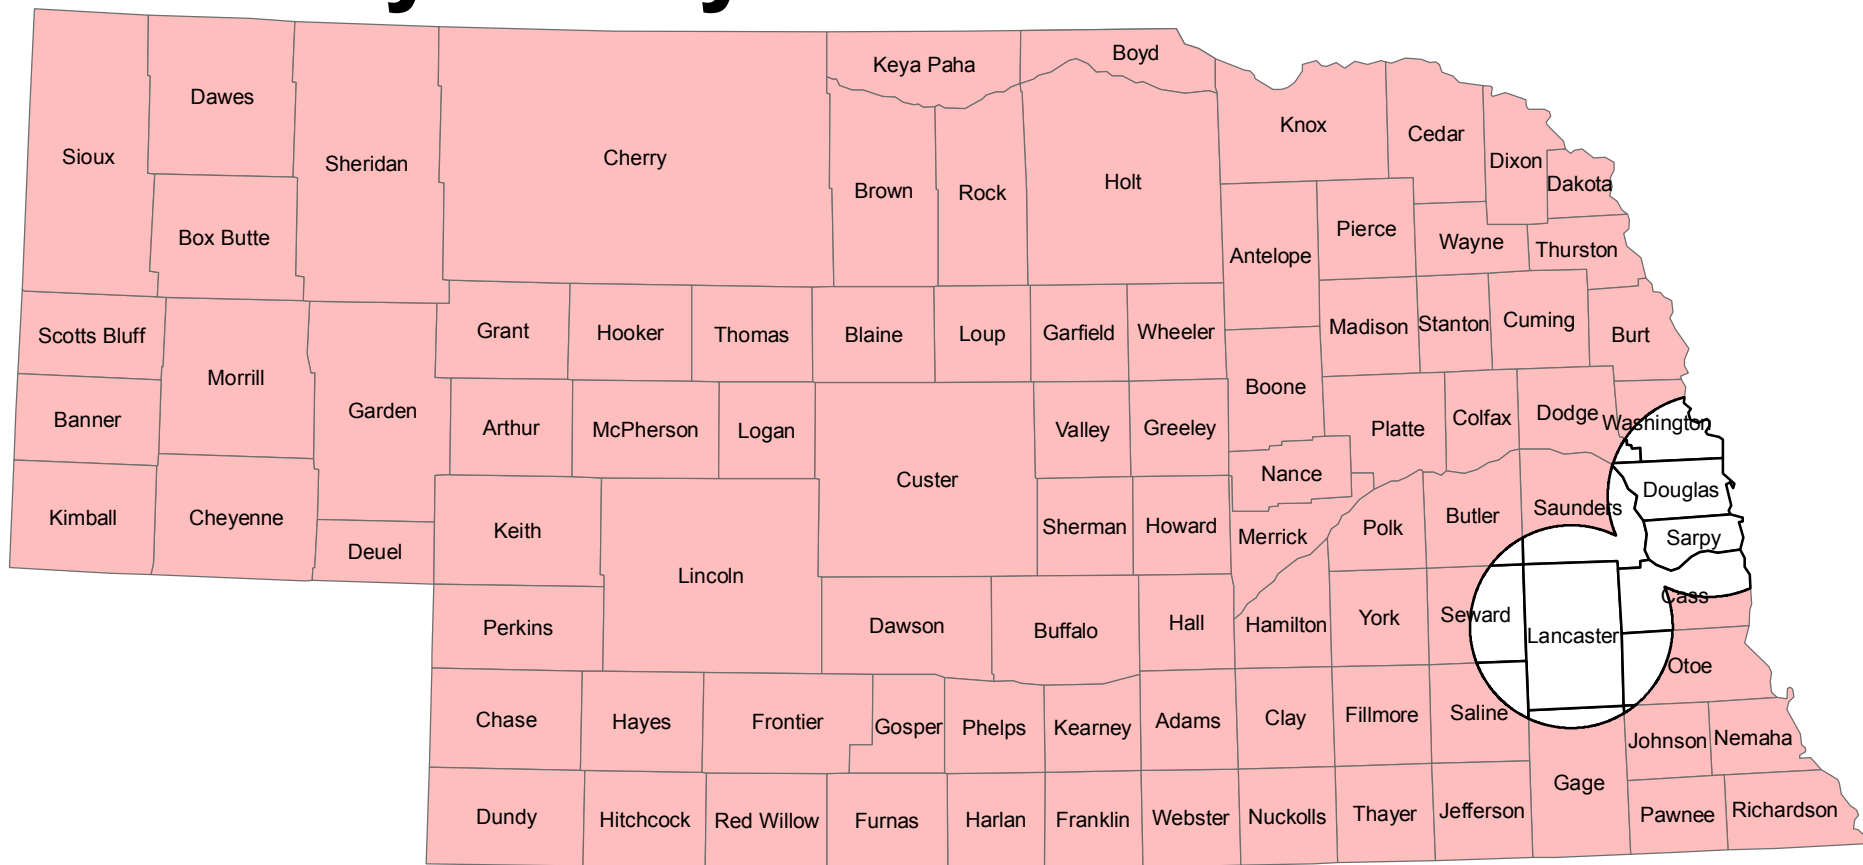 Boyd
Keya Paha
Dawes
Knox
Cedar
Sioux
Sheridan
Cherry
Dixon
Brown
Rock
Holt
Dakota
Box Butte
Pierce
Wayne
Antelope
Thurston
Scotts Bluff
Grant
Hooker
Thomas
Blaine
Loup
Garfield
Wheeler
Madison
Stanton
Cuming
Burt
Morrill
Boone
Banner
Garden
Arthur
McPherson
Logan
Valley
Greeley
Platte
Colfax
Dodge
Washington
Custer
Nance
Douglas
Kimball
Cheyenne
Keith
Sherman
Howard
Merrick
Polk
Butler
Saunders
Sarpy
Deuel
Lincoln
Cass
Perkins
Dawson
Buffalo
Hall
Hamilton
York
Seward
Lancaster
Otoe
Chase
Hayes
Frontier
Gosper
Phelps
Kearney
Adams
Clay
Fillmore
Saline
Johnson
Nemaha
Gage
Dundy
Hitchcock
Red Willow
Furnas
Harlan
Franklin
Webster
Nuckolls
Thayer
Jefferson
Pawnee
Richardson